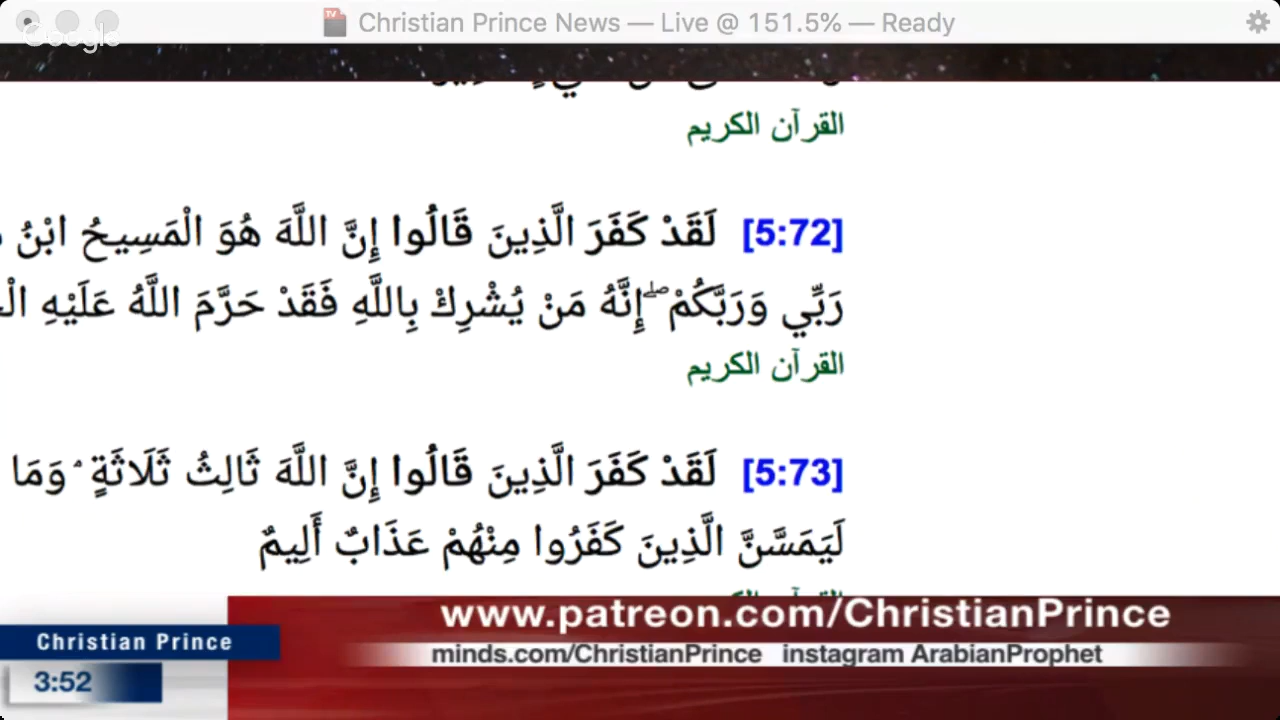 Christian Prince News — Live @ 151.5% — Ready
Google
القرآن الكريم
[5:72] لَقَدْ كَفَرَ الَّذِينَ قَالُوا إِنَّ اللَّهَ هُوَ الْمَسِيحُ ابْنُ
رَبِّي وَرَبَّكُمْ ۖ إِنَّهُ مَنْ يُشْرِكْ بِاللَّهِ فَقَدْ حَرَّمَ اللَّهُ عَلَيْهِ
القرآن الكريم
[5:73] لَقَدْ كَفَرَ الَّذِينَ قَالُوا إِنَّ اللَّهَ ثَالِثُ ثَلَاثَةٍ ۘ وَمَا
لَيَمَسَّنَّ الَّذِينَ كَفَرُوا مِنْهُمْ عَذَابٌ أَلِيمٌ
www.patreon.com/ChristianPrince
Christian Prince
minds.com/ChristianPrince instagram ArabianProphet
3:52